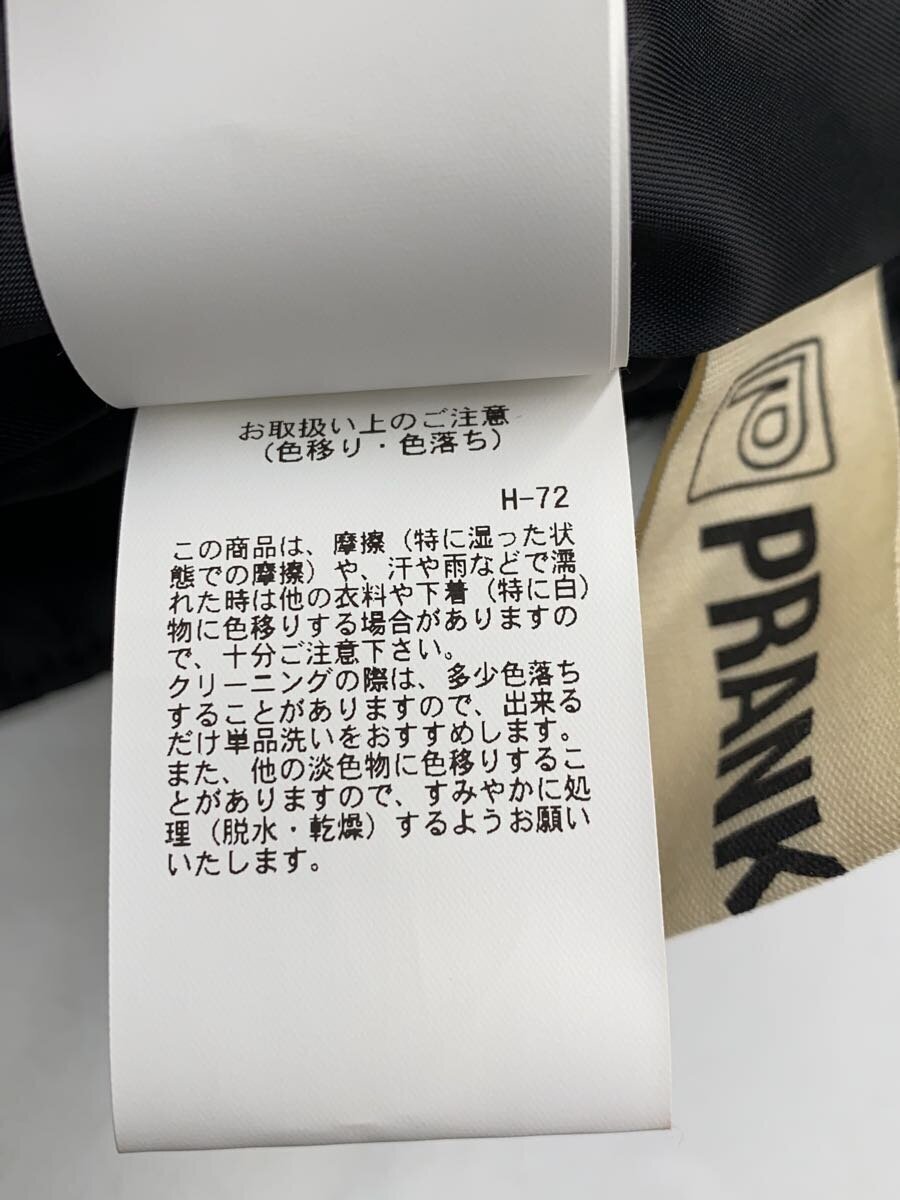 お取扱い上のご注意
（色移り・色落ち）
H-72
この商品は、摩擦（特に湿った状
態での摩擦）や、汗や雨などで濡
れた時は他の衣料や下着（特に白）
物に色移りする場合がありますの
で、十分ご注意下さい。
クリーニングの際は、多少色落ち
することがありますので、出来る
だけ単品洗いをおすすめします。
また、他の淡色物に色移りするこ
とがありますので、すみやかに処
理（脱水・乾燥）するようお願い
いたします。
PRANK